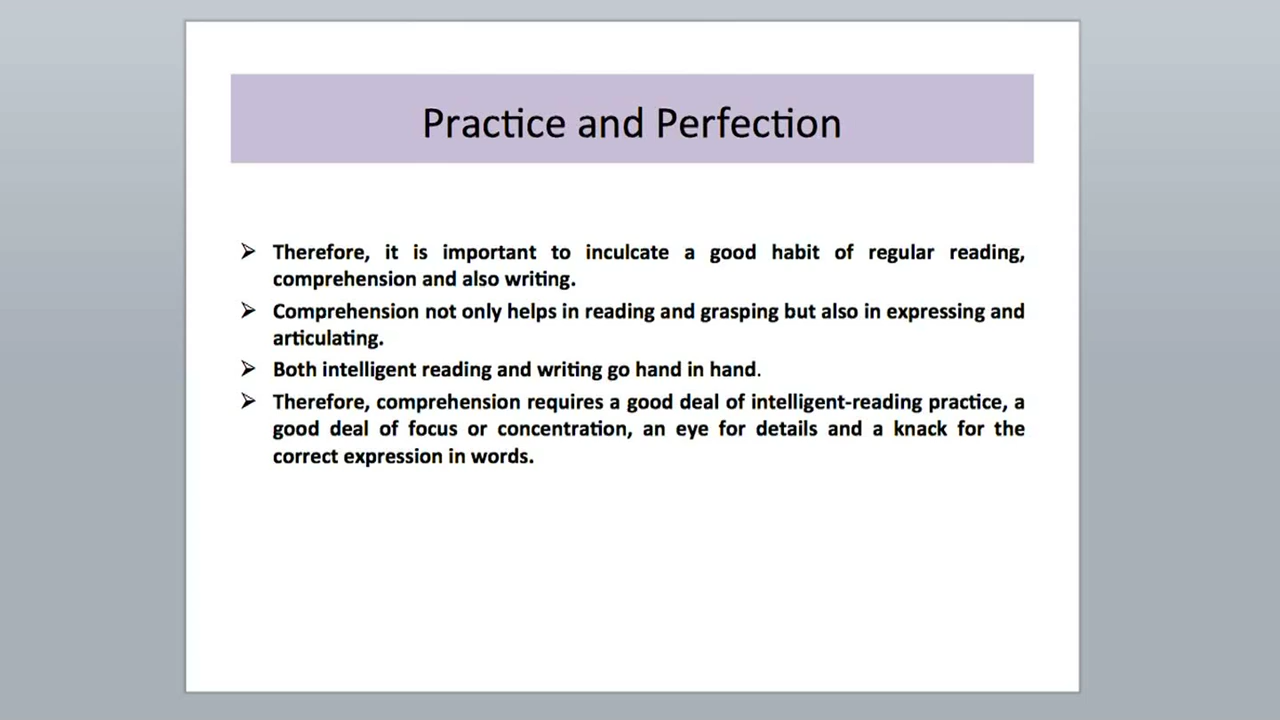 Practice and Perfection
➢ Therefore, it is important to inculcate a good habit of regular reading,
comprehension and also writing.
➢ Comprehension not only helps in reading and grasping but also in expressing and
articulating.
➢ Both intelligent reading and writing go hand in hand.
➢ Therefore, comprehension requires a good deal of intelligent-reading practice, a
good deal of focus or concentration, an eye for details and a knack for the
correct expression in words.